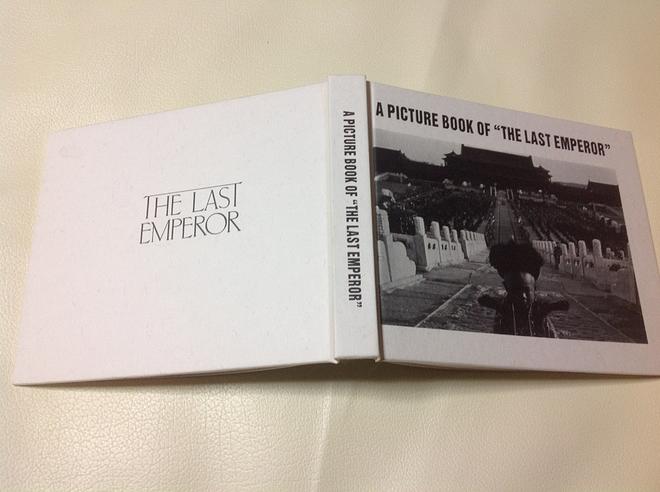 THE LAST
EMPEROR
A PICTURE BOOK OF "THE LAST EMPEROR"
A PICTURE BOOK OF "THE LAST EMPEROR"